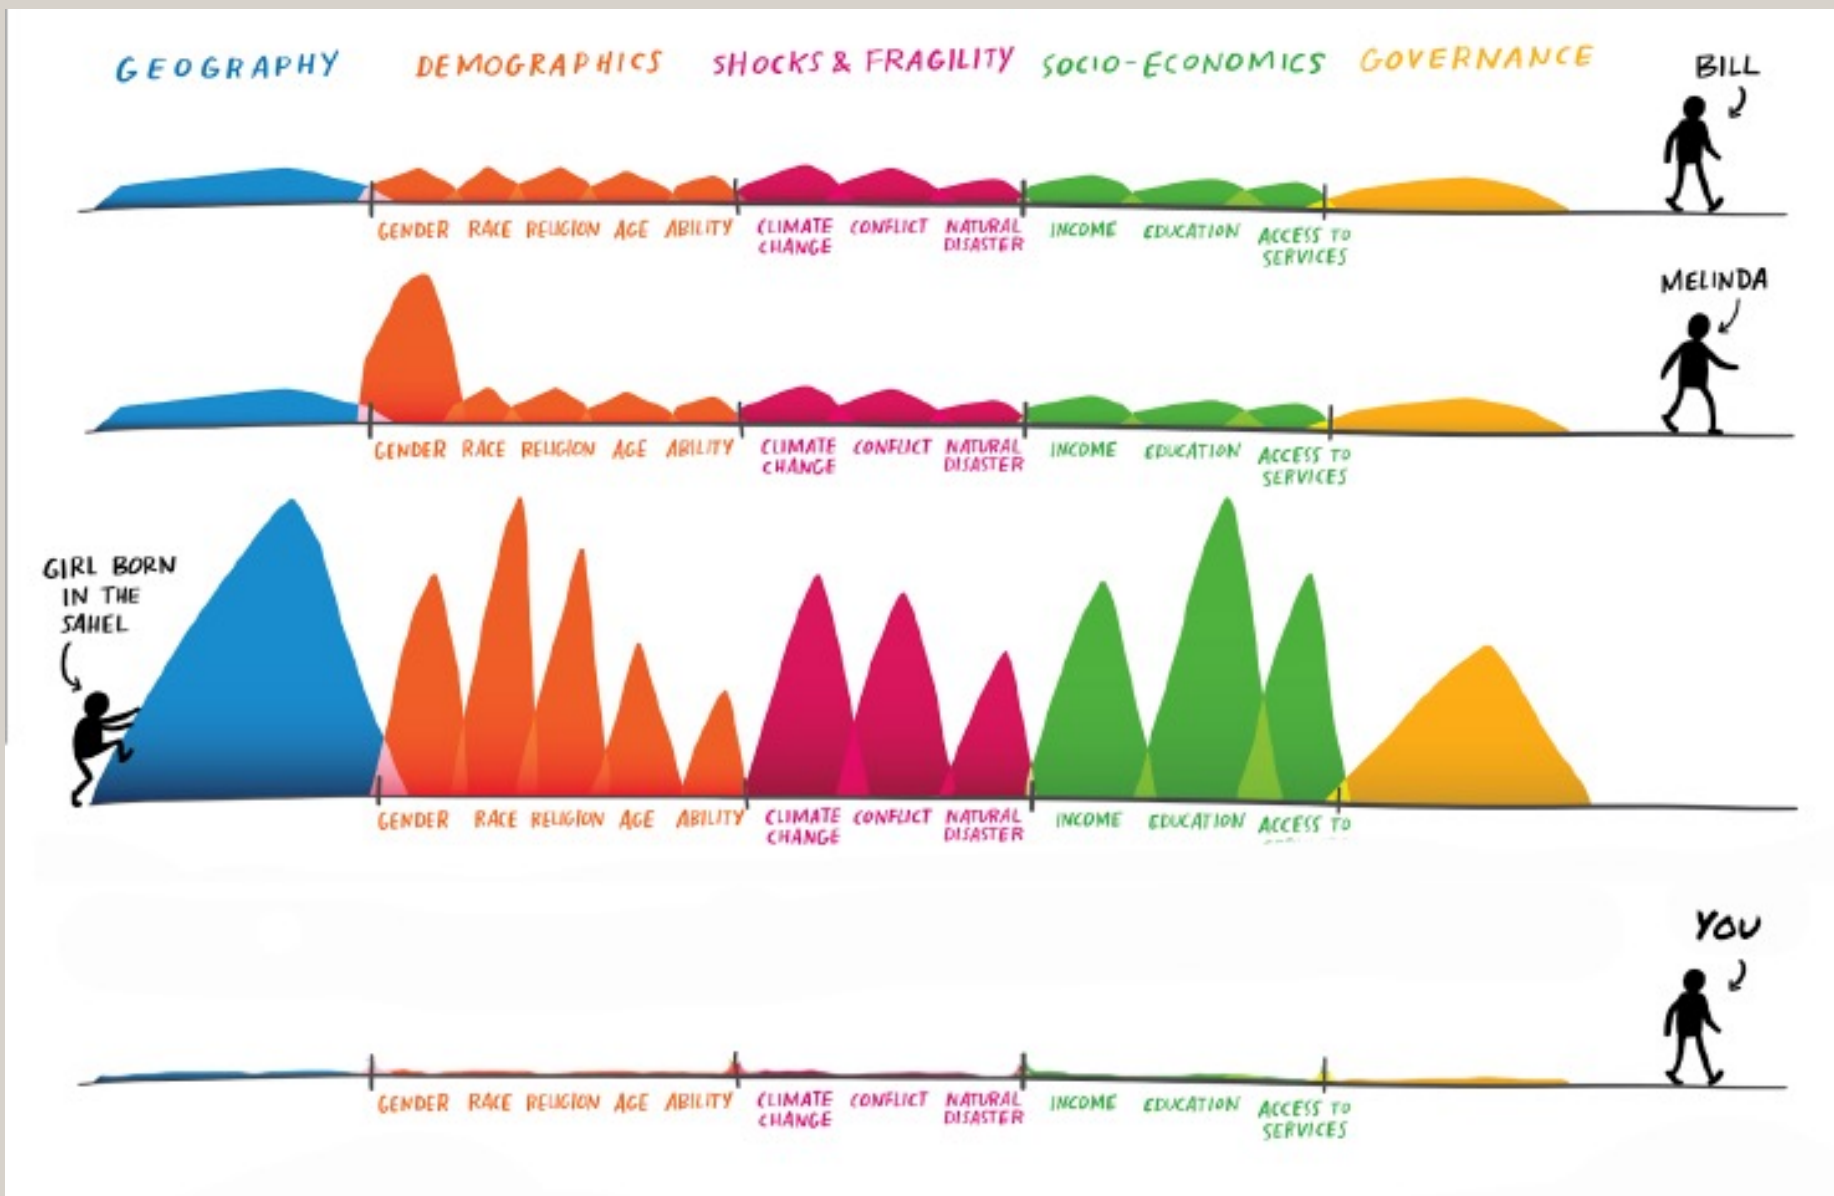 GEOGRAPHY DEMOGRAPHICS SHOCKS & FRAGILITY SOCIO-ECONOMICS GOVERNANCE
BILL
GENDER RACE RELIGION AGE ABILITY CLIMATE CONFLICT NATURAL INCOME EDUCATION ACCESS TO
CHANGE DISASTER SERVICES
MELINDA
GENDER RACE RELIGION AGE ABILITY CLIMATE CONFLICT NATURAL INCOME EDUCATION ACCESS TO
CHANGE DISASTER SERVICES
GIRL BORN
IN THE
SAHEL
GENDER RACE RELIGION AGE ABILITY CLIMATE CONFLICT NATURAL INCOME EDUCATION ACCESS TO
CHANGE DISASTER
YOU
GENDER RACE RELIGION AGE ABILITY CLIMATE CONFLICT NATURAL INCOME EDUCATION ACCESS TO
CHANGE DISASTER SERVICES